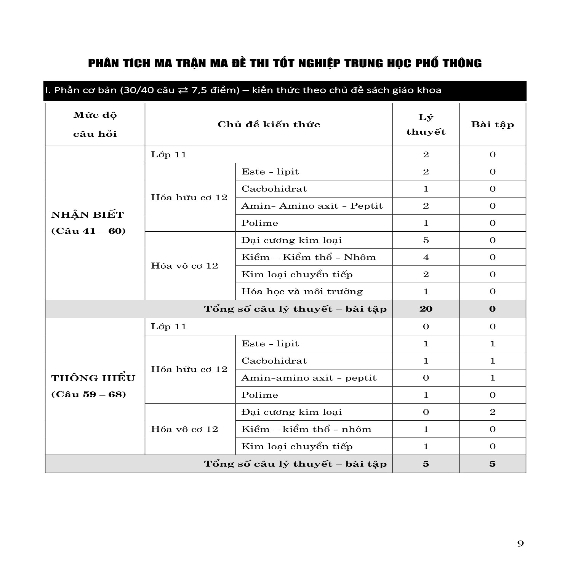 PHÂN TÍCH MA TRẬN MA ĐỀ THI TỐT NGHIỆP TRUNG HỌC PHỔ THÔNG
I. Phần cơ bản (30/40 câu ⇄ 7,5 điểm) – kiến thức theo chủ đề sách giáo khoa
Mức độ câu hỏi Chủ đề kiến thức Lý thuyết Bài tập
NHẬN BIẾT
(Câu 41 – 60)
Lớp 11 2 0
Hóa hữu cơ 12
Este - lipit 2 0
Cacbohidrat 1 0
Amin- Amino axit - Peptit 2 0
Polime 1 0
Hóa vô cơ 12
Đại cương kim loại 5 0
Kiềm – Kiềm thổ - Nhôm 4 0
Kim loại chuyển tiếp 2 0
Hóa học và môi trường 1 0
Tổng số câu lý thuyết – bài tập 20 0
THÔNG HIỂU
(Câu 59 – 68)
Lớp 11 0 0
Hóa hữu cơ 12
Este - lipit 1 1
Cacbohidrat 1 1
Amin-amino axit - peptit 0 1
Polime 1 0
Hóa vô cơ 12
Đại cương kim loại 0 2
Kiềm – kiềm thổ - nhôm 1 0
Kim loại chuyển tiếp 1 0
Tổng số câu lý thuyết – bài tập 5 5
9